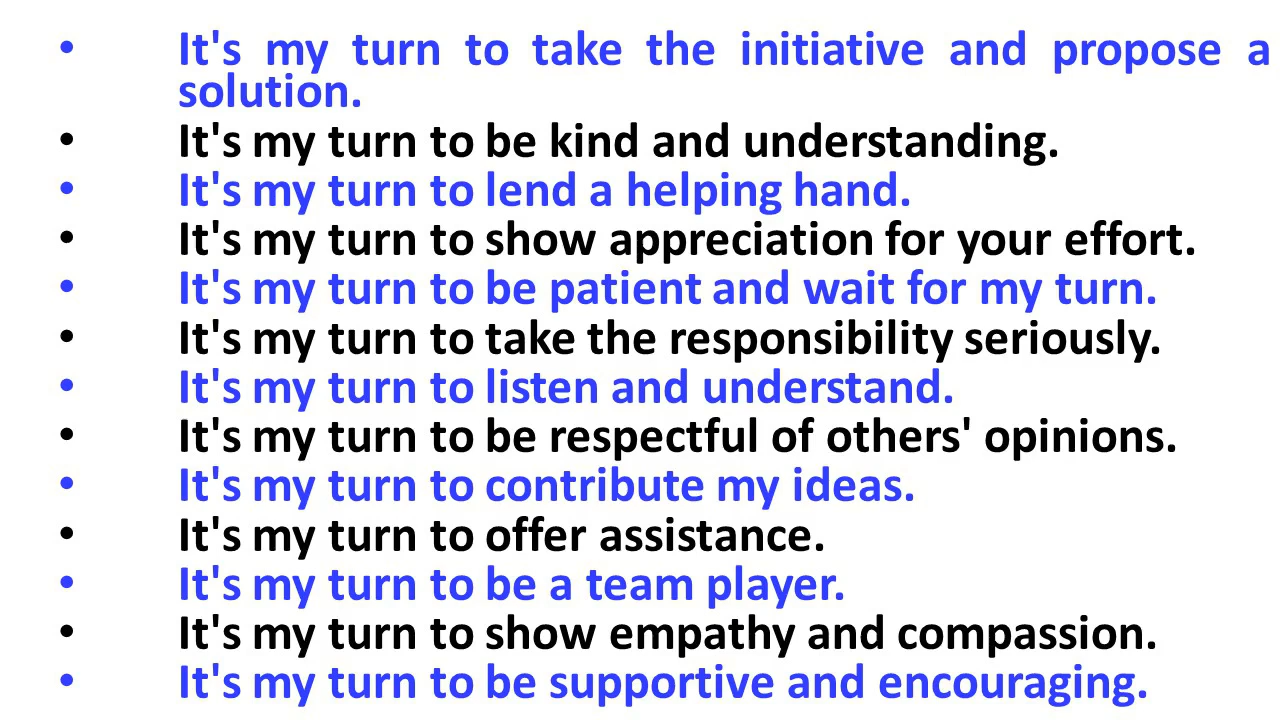 • It's my turn to take the initiative and propose a
solution.
• It's my turn to be kind and understanding.
• It's my turn to lend a helping hand.
• It's my turn to show appreciation for your effort.
• It's my turn to be patient and wait for my turn.
• It's my turn to take the responsibility seriously.
• It's my turn to listen and understand.
• It's my turn to be respectful of others' opinions.
• It's my turn to contribute my ideas.
• It's my turn to offer assistance.
• It's my turn to be a team player.
• It's my turn to show empathy and compassion.
• It's my turn to be supportive and encouraging.